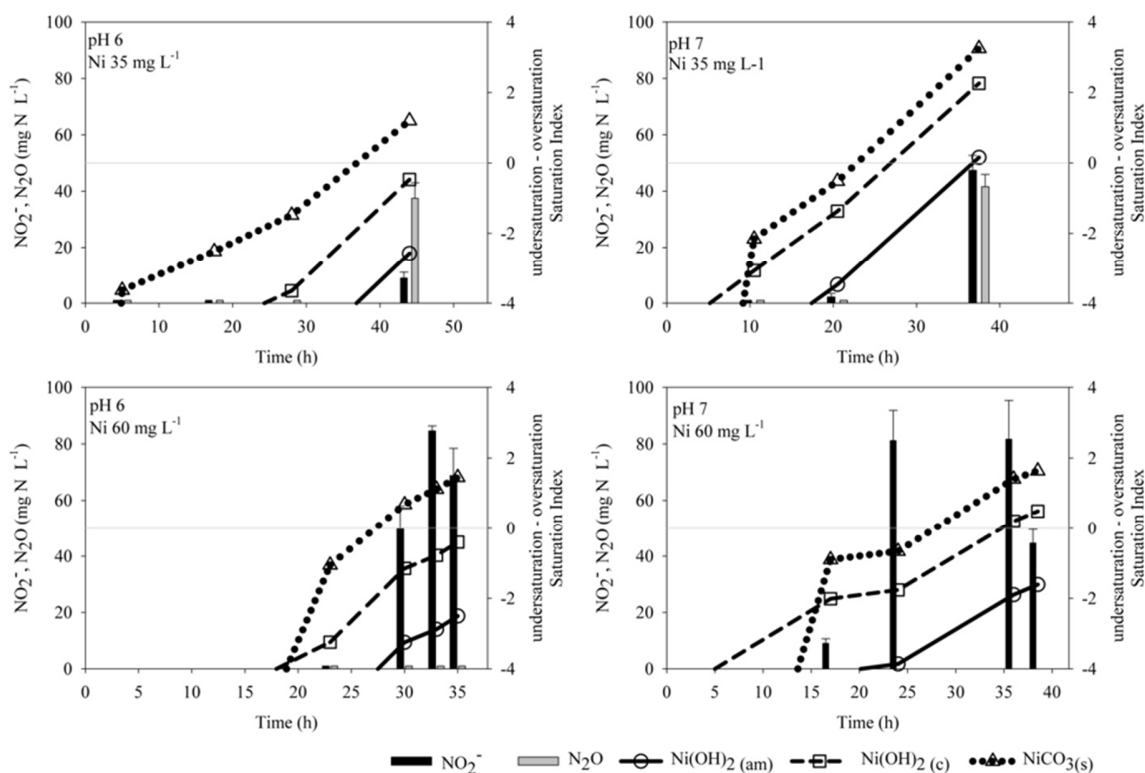 100
80
60
40
20
0
pH 6
Ni 35 mg L-1
4
2
0
-2
-4
0 10 20 30 40 50
Time (h)
NO2-, N2O (mg N L-1)
undersaturation - oversaturation
Saturation Index
100
80
60
40
20
0
pH 7
Ni 35 mg L-1
4
2
0
-2
-4
0 10 20 30 40
Time (h)
NO2-, N2O (mg N L-1)
undersaturation - oversaturation
Saturation Index
100
80
60
40
20
0
pH 6
Ni 60 mg L-1
4
2
0
-2
-4
0 5 10 15 20 25 30 35
Time (h)
NO2-, N2O (mg N L-1)
undersaturation - oversaturation
Saturation Index
100
80
60
40
20
0
pH 7
Ni 60 mg L-1
4
2
0
-2
-4
0 5 10 15 20 25 30 35 40
Time (h)
NO2-, N2O (mg N L-1)
undersaturation - oversaturation
Saturation Index
NO2- N2O Ni(OH)2 (am) Ni(OH)2 (c) NiCO3(s)